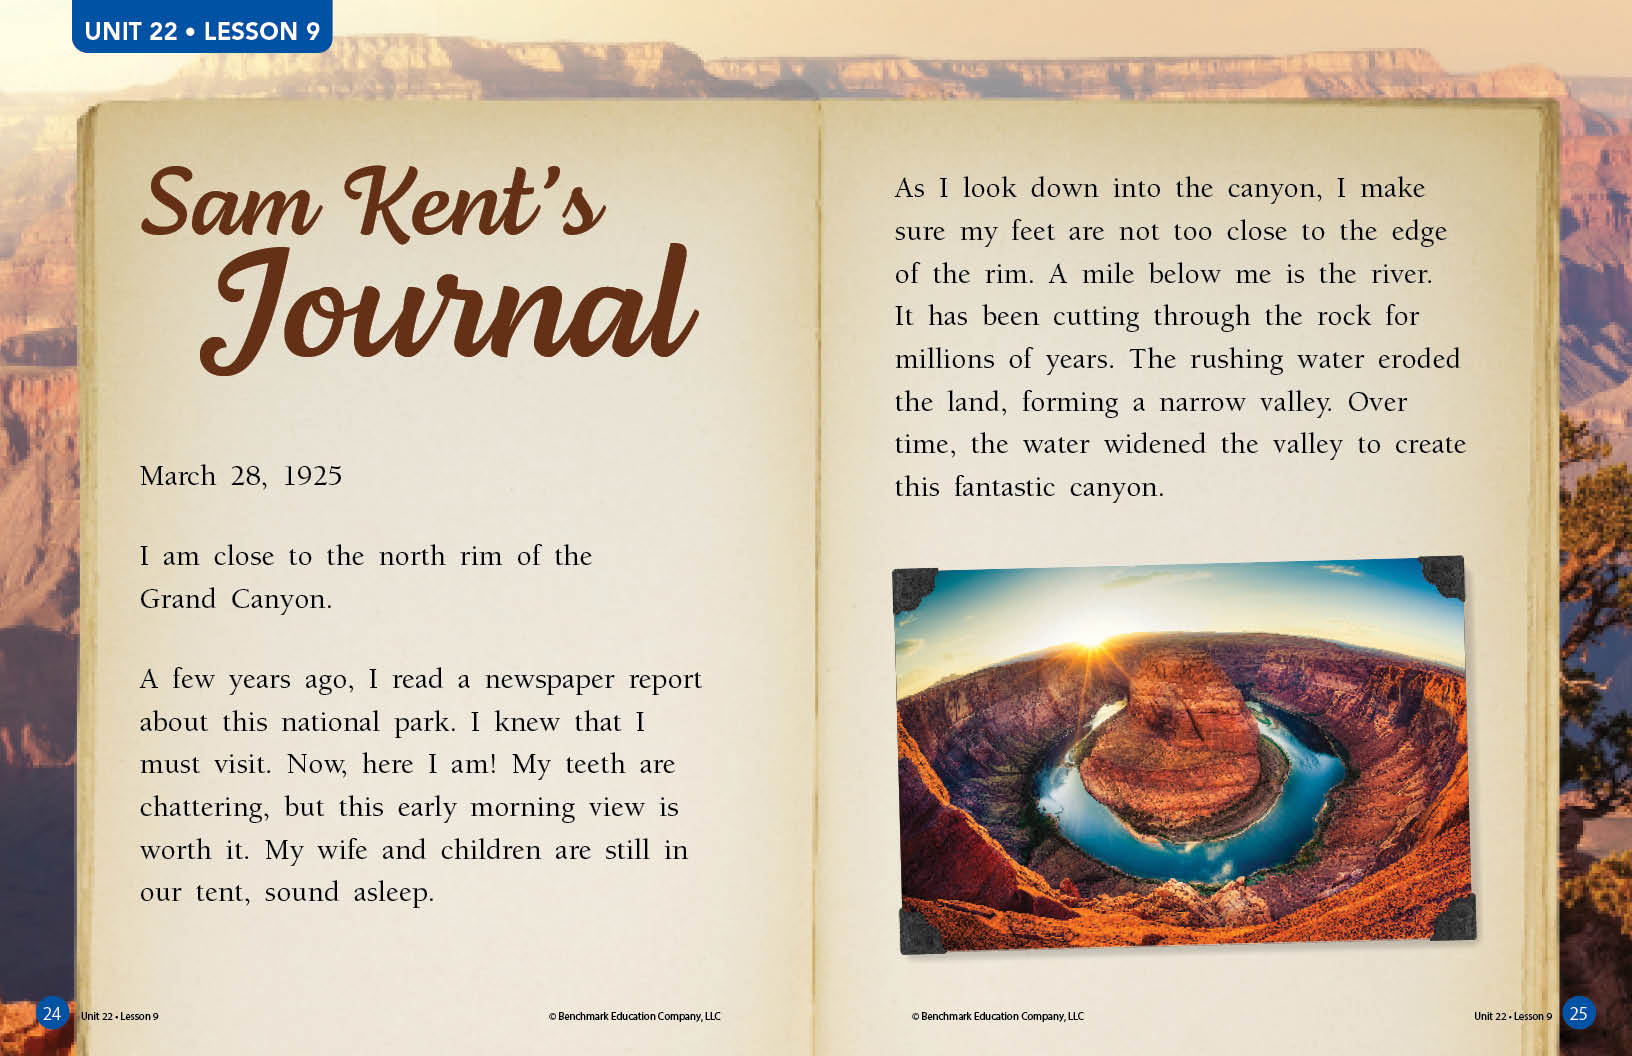 UNIT 22 • LESSON 9
Sam Kent's
Journal
March 28, 1925
I am close to the north rim of the
Grand Canyon.
A few years ago, I read a newspaper report
about this national park. I knew that I
must visit. Now, here I am! My teeth are
chattering, but this early morning view is
worth it. My wife and children are still in
our tent, sound asleep.
24
Unit 22 • Lesson 9
© Benchmark Education Company, LLC
As I look down into the canyon, I make
sure my feet are not too close to the edge
of the rim. A mile below me is the river.
It has been cutting through the rock for
millions of years. The rushing water eroded
the land, forming a narrow valley. Over
time, the water widened the valley to create
this fantastic canyon.
© Benchmark Education Company, LLC
Unit 22 • Lesson 9
25